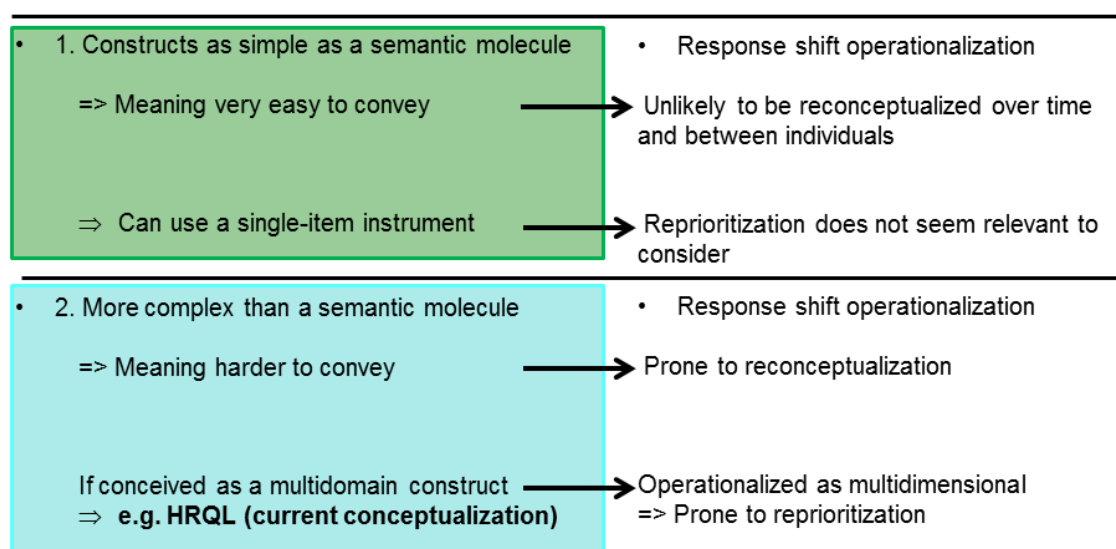 • 1. Constructs as simple as a semantic molecule
• Response shift operationalization
=> Meaning very easy to convey
Unlikely to be reconceptualized over time
and between individuals
⇒ Can use a single-item instrument
Reprioritization does not seem relevant to
consider
• 2. More complex than a semantic molecule
• Response shift operationalization
=> Meaning harder to convey
Prone to reconceptualization
If conceived as a multidomain construct
⇒ e.g. HRQL (current conceptualization)
Operationalized as multidimensional
=> Prone to reprioritization